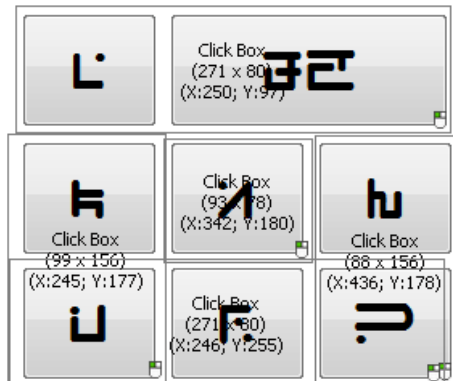 Click Box
(271 x 80)
(X:250; Y:97)
Click Box
(99 x 156)
(X:245; Y:177)
Click Box
(X:342; Y:180)
Click Box
(88 x 156)
(X:436; Y:178)
Click Box
(271 x 80)
(X:246; Y:255)